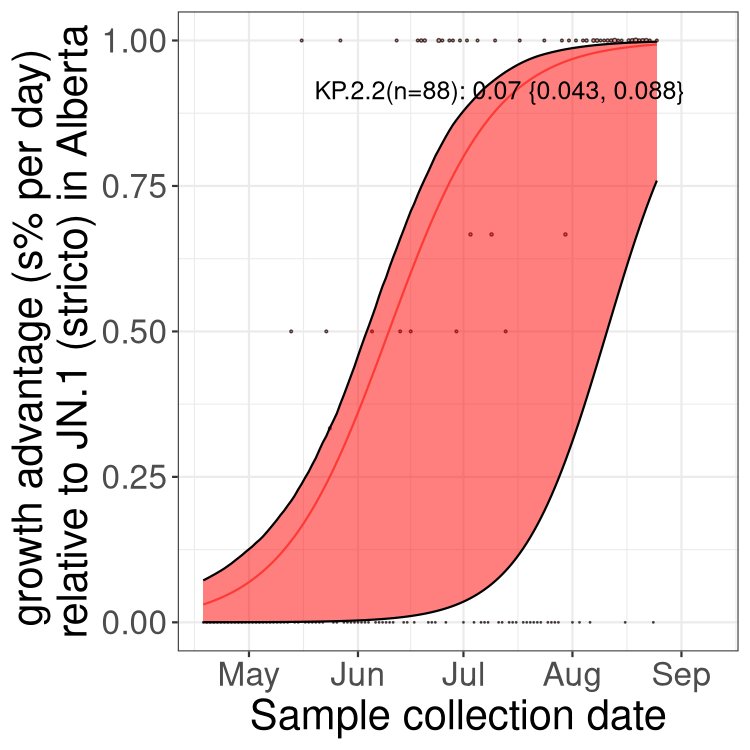 growth advantage (s% per day)
relative to JN.1 (stricto) in Alberta
1.00
0.75
0.50
0.25
0.00
KP.2.2(n=88): 0.07 {0.043, 0.088}
May Jun Jul Aug Sep
Sample collection date